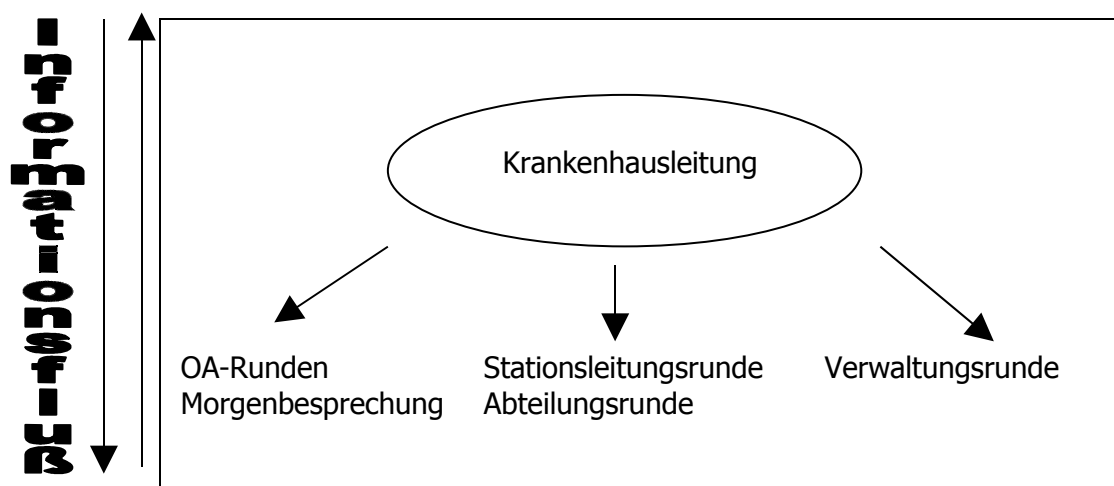 Informationsfluß
Krankenhausleitung
OA-Runden
Morgenbesprechung
Stationsleitungsrunde
Abteilungsrunde
Verwaltungsrunde